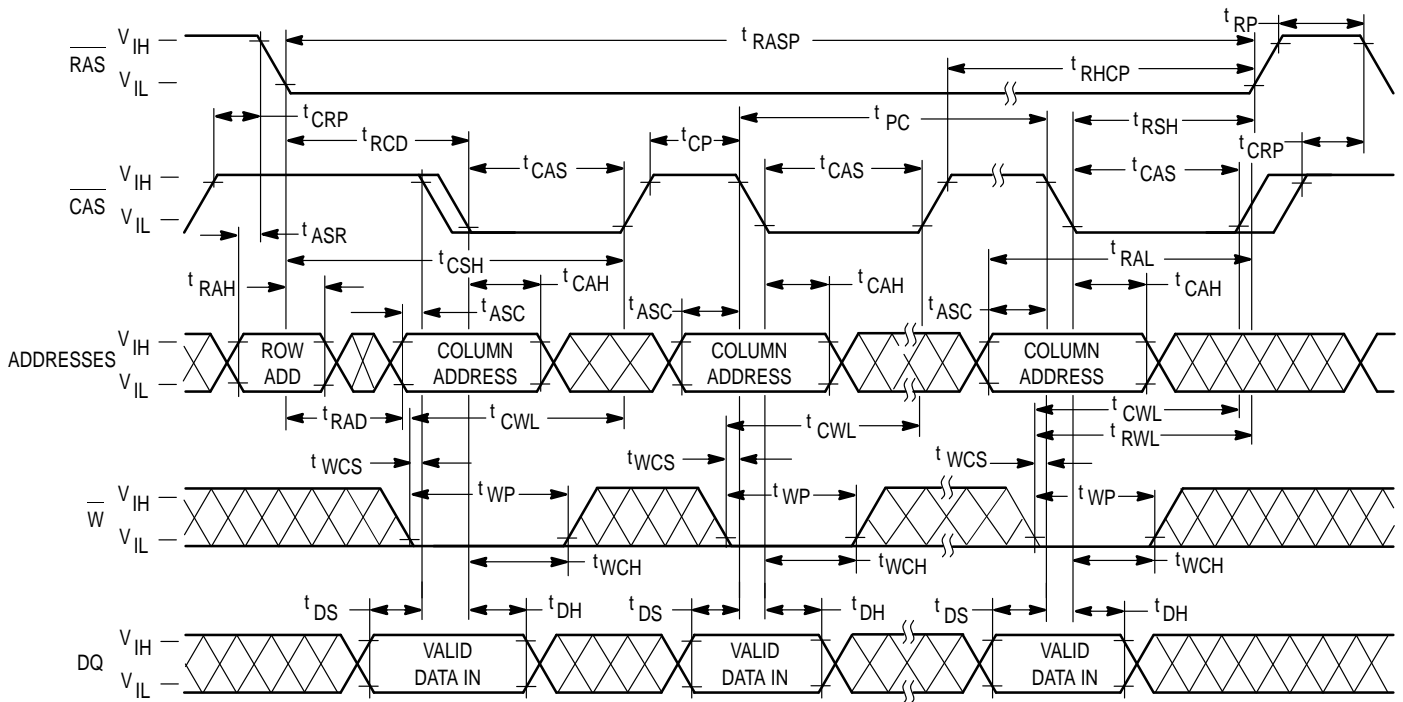 t RP
V IH
RAS
V IL
t RASP
t RHCP
t CRP
t RCD
t CP
t PC
t RSH
t CRP
V IH
CAS
V IL
t CAS
t CAS
t CAS
t ASR
t CSH
t RAL
t RAH
t CAH
t ASC
t ASC
t CAH
t ASC
t CAH
ADDRESSES
V IH
V IL
ROW
ADD
COLUMN
ADDRESS
COLUMN
ADDRESS
COLUMN
ADDRESS
t RAD
t CWL
t CWL
t CWL
t RWL
t WCS
t WCS
t WCS
V IH
W
V IL
t WP
t WP
t WP
t WCH
t WCH
t WCH
t DS
t DH
t DS
t DH
t DS
t DH
DQ
V IH
V IL
VALID
DATA IN
VALID
DATA IN
VALID
DATA IN